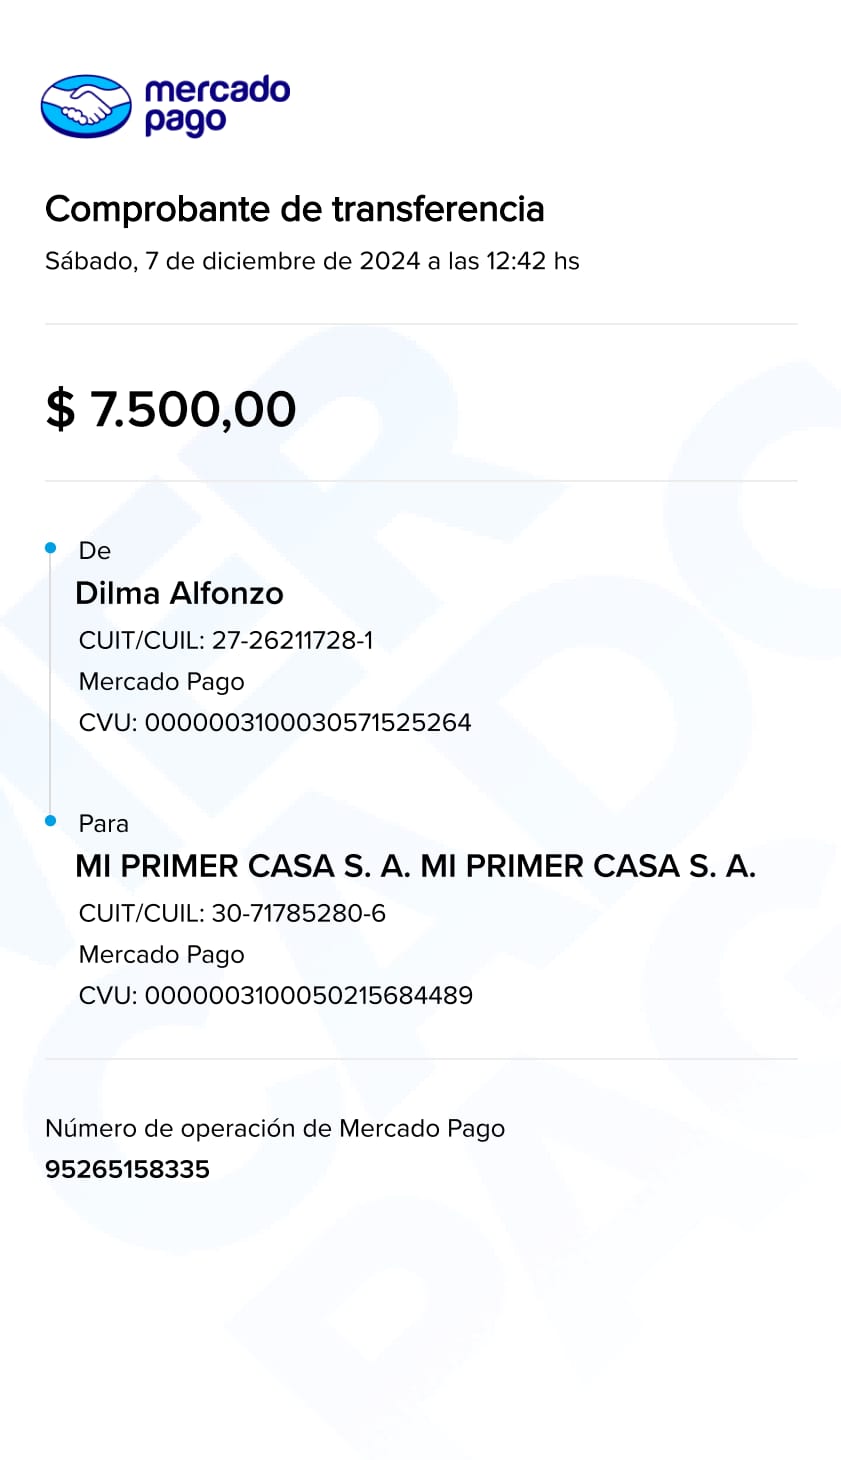 mercado
pago
Comprobante de transferencia
Sábado, 7 de diciembre de 2024 a las 12:42 hs
$ 7.500,00
De
Dilma Alfonzo
CUIT/CUIL: 27-26211728-1
Mercado Pago
CVU: 0000003100030571525264
Para
MI PRIMER CASA S. A. MI PRIMER CASA S. A.
CUIT/CUIL: 30-71785280-6
Mercado Pago
CVU: 0000003100050215684489
Número de operación de Mercado Pago
95265158335